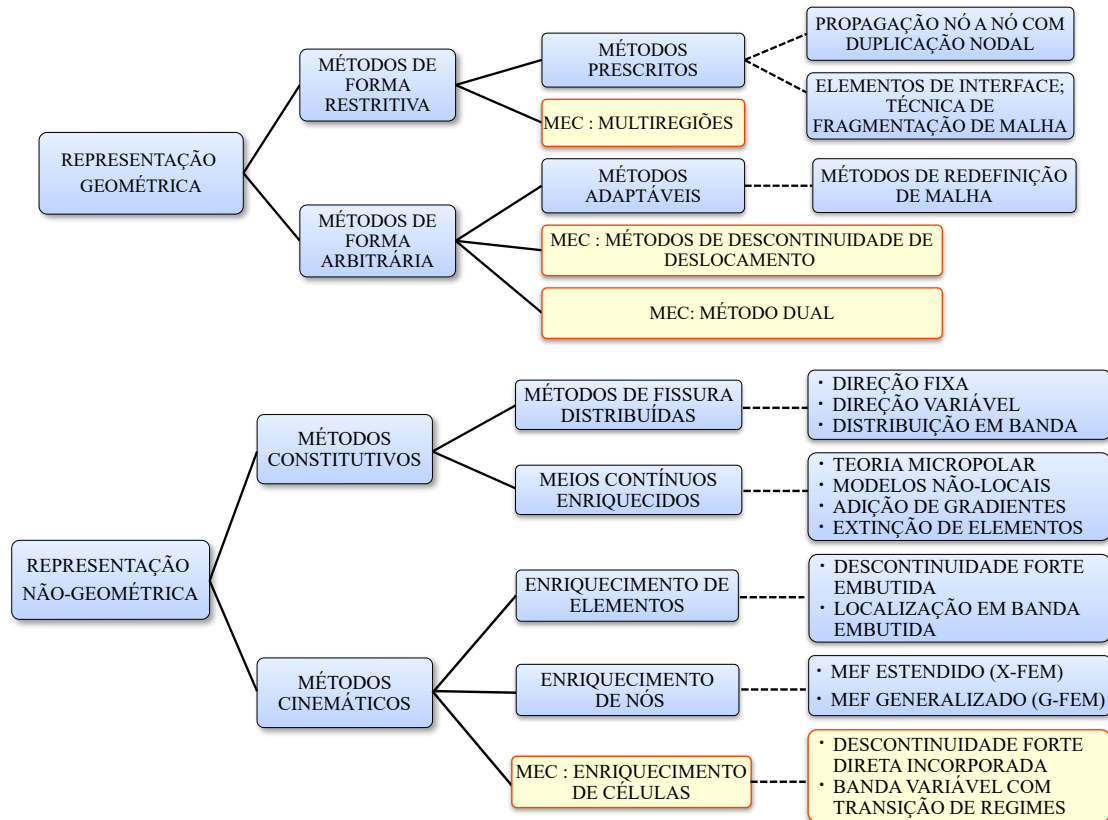 REPRESENTAÇÃO
GEOMÉTRICA
MÉTODOS DE
FORMA
RESTRITIVA
MÉTODOS
PRESCRITOS
PROPAGAÇÃO NÓ A NÓ COM
DUPLICAÇÃO NODAL
ELEMENTOS DE INTERFACE;
TÉCNICA DE
FRAGMENTAÇÃO DE MALHA
MEC : MULTIREGIÕES
MÉTODOS DE
FORMA
ARBITRÁRIA
MÉTODOS
ADAPTÁVEIS
MÉTODOS DE REDEFINIÇÃO
DE MALHA
MEC : MÉTODOS DE DESCONTINUIDADE DE
DESLOCAMENTO
MEC: MÉTODO DUAL
REPRESENTAÇÃO
NÃO-GEOMÉTRICA
MÉTODOS
CONSTITUTIVOS
MÉTODOS DE FISSURA
DISTRIBUÍDAS
· DIREÇÃO FIXA
· DIREÇÃO VARIÁVEL
· DISTRIBUIÇÃO EM BANDA
MEIOS CONTÍNUOS
ENRIQUECIDOS
· TEORIA MICROPOLAR
· MODELOS NÃO-LOCAIS
· ADIÇÃO DE GRADIENTES
· EXTINÇÃO DE ELEMENTOS
MÉTODOS
CINEMÁTICOS
ENRIQUECIMENTO DE
ELEMENTOS
· DESCONTINUIDADE FORTE
EMBUTIDA
· LOCALIZAÇÃO EM BANDA
EMBUTIDA
ENRIQUECIMENTO
DE NÓS
· MEF ESTENDIDO (X-FEM)
· MEF GENERALIZADO (G-FEM)
MEC : ENRIQUECIMENTO
DE CÉLULAS
· DESCONTINUIDADE FORTE
DIRETA INCORPORADA
· BANDA VARIÁVEL COM
TRANSIÇÃO DE REGIMES